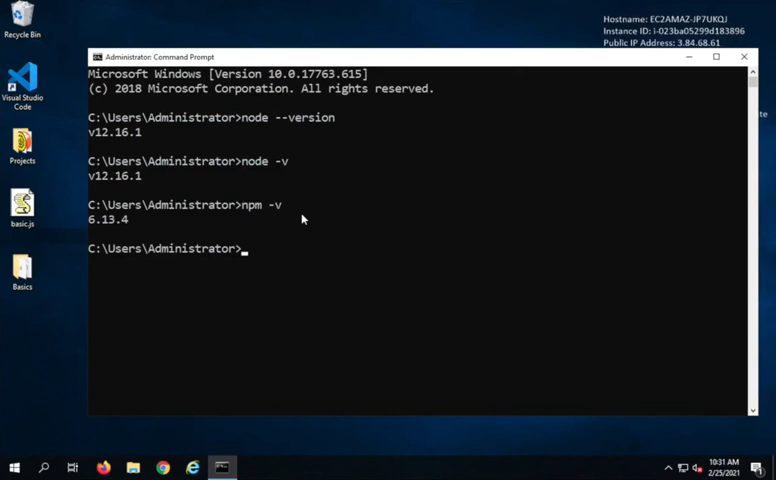 Hostname: EC2AMAZ-JP7UKQJ
Instance ID: i-023ba05299d183896
Public IP Address: 3.84.68.61
Recycle Bin
Administrator: Command Prompt
Microsoft Windows [Version 10.0.17763.615]
(c) 2018 Microsoft Corporation. All rights reserved.
C:\Users\Administrator>node --version
v12.16.1
C:\Users\Administrator>node -v
v12.16.1
C:\Users\Administrator>npm -v
6.13.4
C:\Users\Administrator>
Visual Studio
Code
Projects
basic.js
Basics
te
10:31 AM
2/25/2021
1